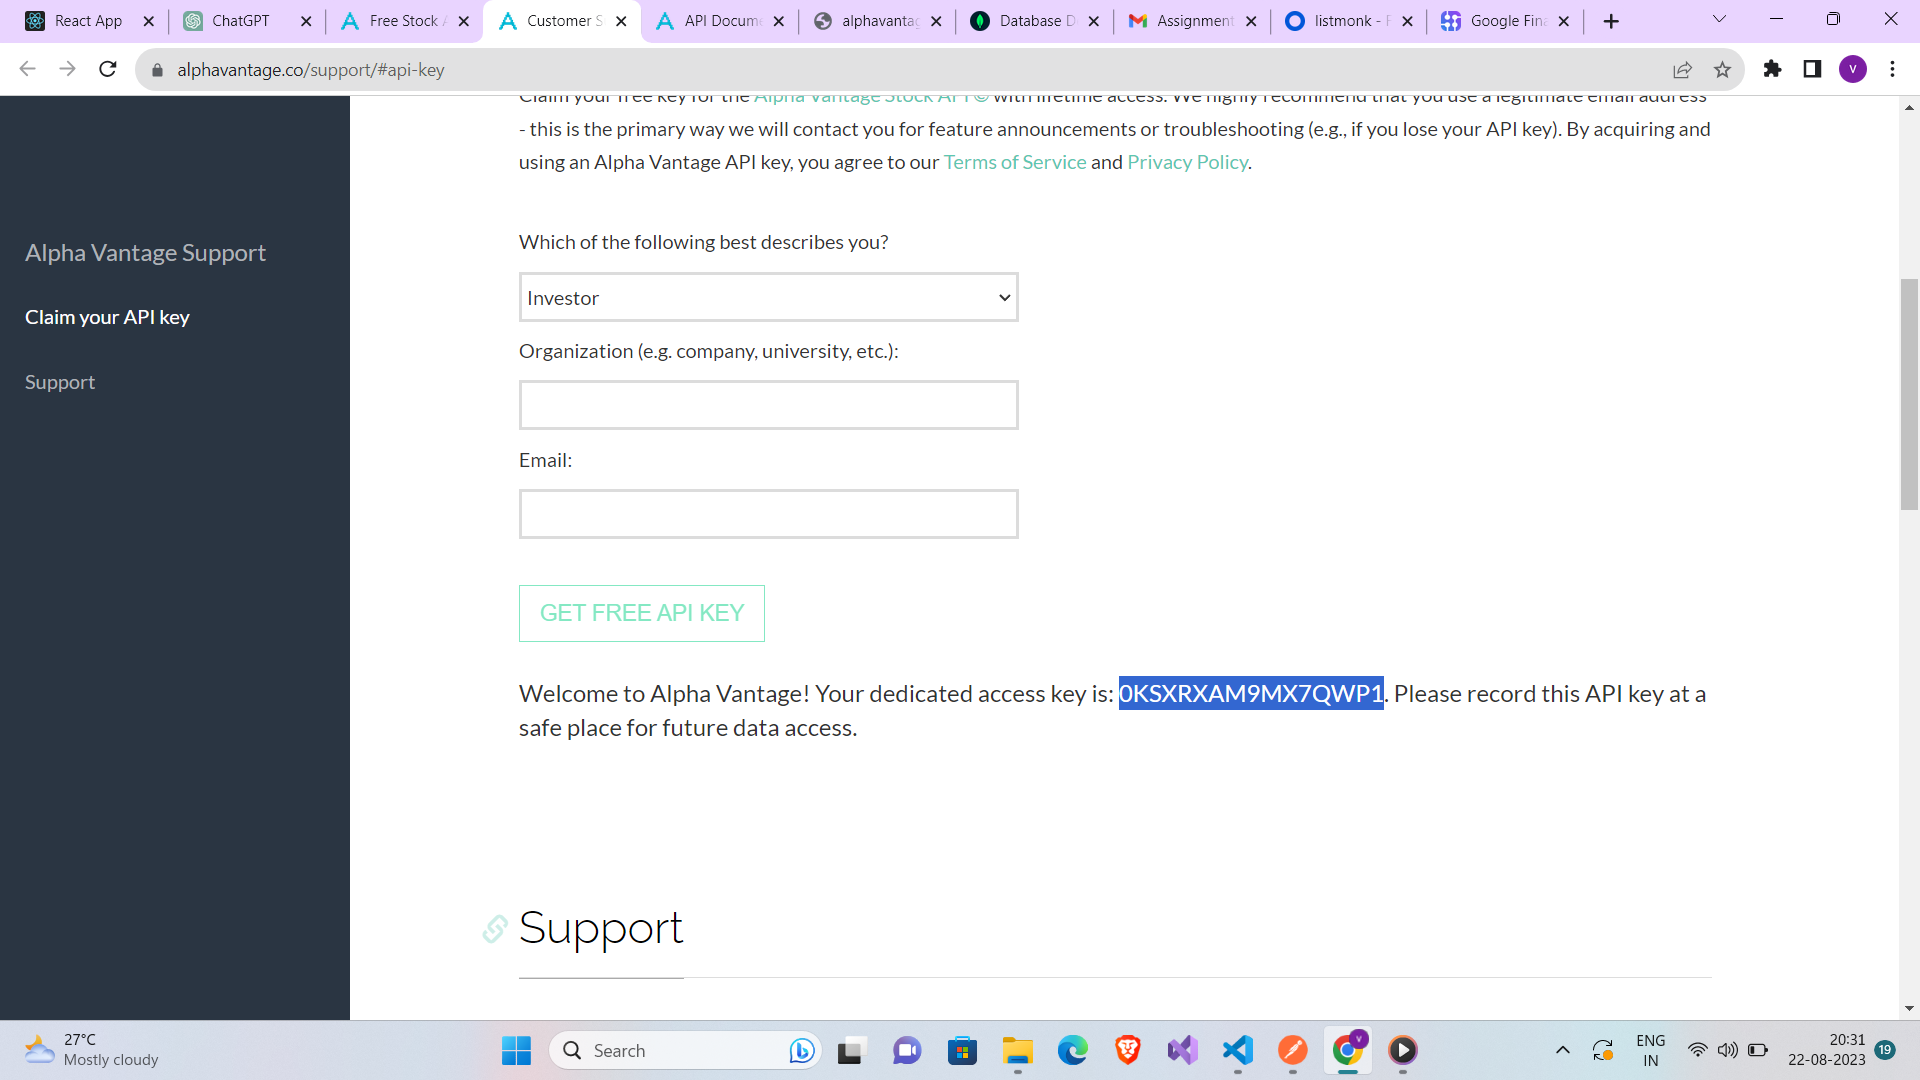 React App
ChatGPT
Free Stock
Customer S
API Docume
alphavantag
Database D
Assignment
listmonk - F
Google Fina
alphavantage.co/support/#api-key
V
Claim your free key for the Alpha Vantage Stock API © with lifetime access. We highly recommend that you use a legitimate email address
- this is the primary way we will contact you for feature announcements or troubleshooting (e.g., if you lose your API key). By acquiring and
using an Alpha Vantage API key, you agree to our Terms of Service and Privacy Policy.
Alpha Vantage Support
Claim your API key
Support
Which of the following best describes you?
Investor
Organization (e.g. company, university, etc.):
Email:
GET FREE API KEY
Welcome to Alpha Vantage! Your dedicated access key is: 0KSXRXAM9MX7QWP1. Please record this API key at a
safe place for future data access.
Support
27°C
Mostly cloudy
Search
ENG
IN
20:31
22-08-2023
19